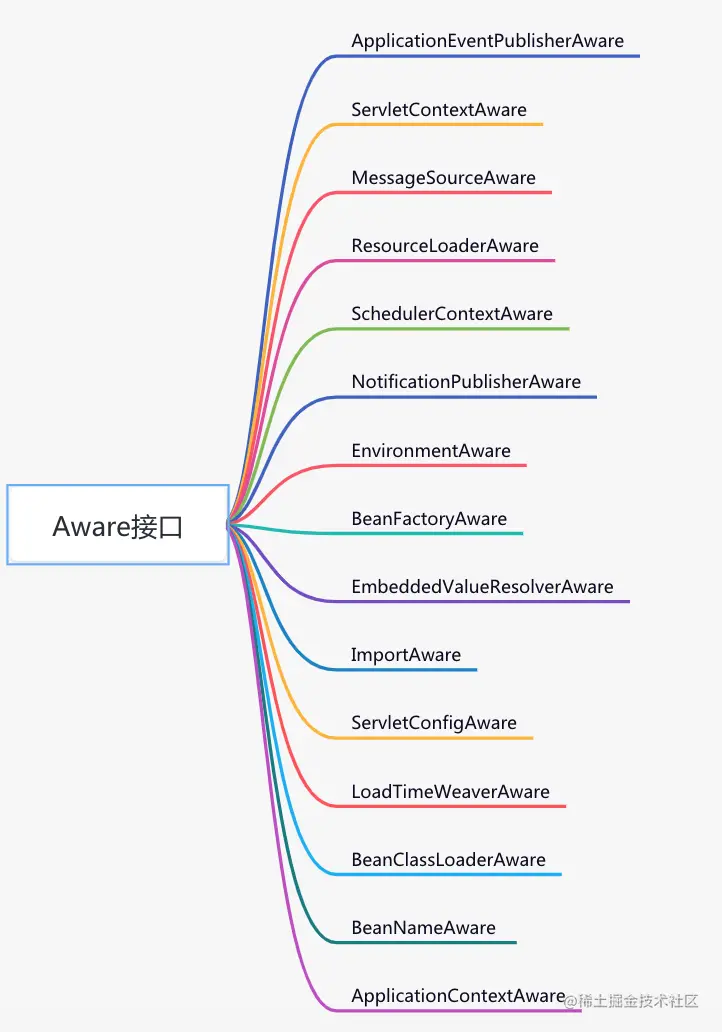 ApplicationEventPublisherAware
ServletContextAware
MessageSourceAware
ResourceLoaderAware
SchedulerContextAware
NotificationPublisherAware
EnvironmentAware
Aware接口
BeanFactoryAware
EmbeddedValueResolverAware
ImportAware
ServletConfigAware
LoadTimeWeaverAware
BeanClassLoaderAware
BeanNameAware
ApplicationContextAware
@稀土掘金技术社区